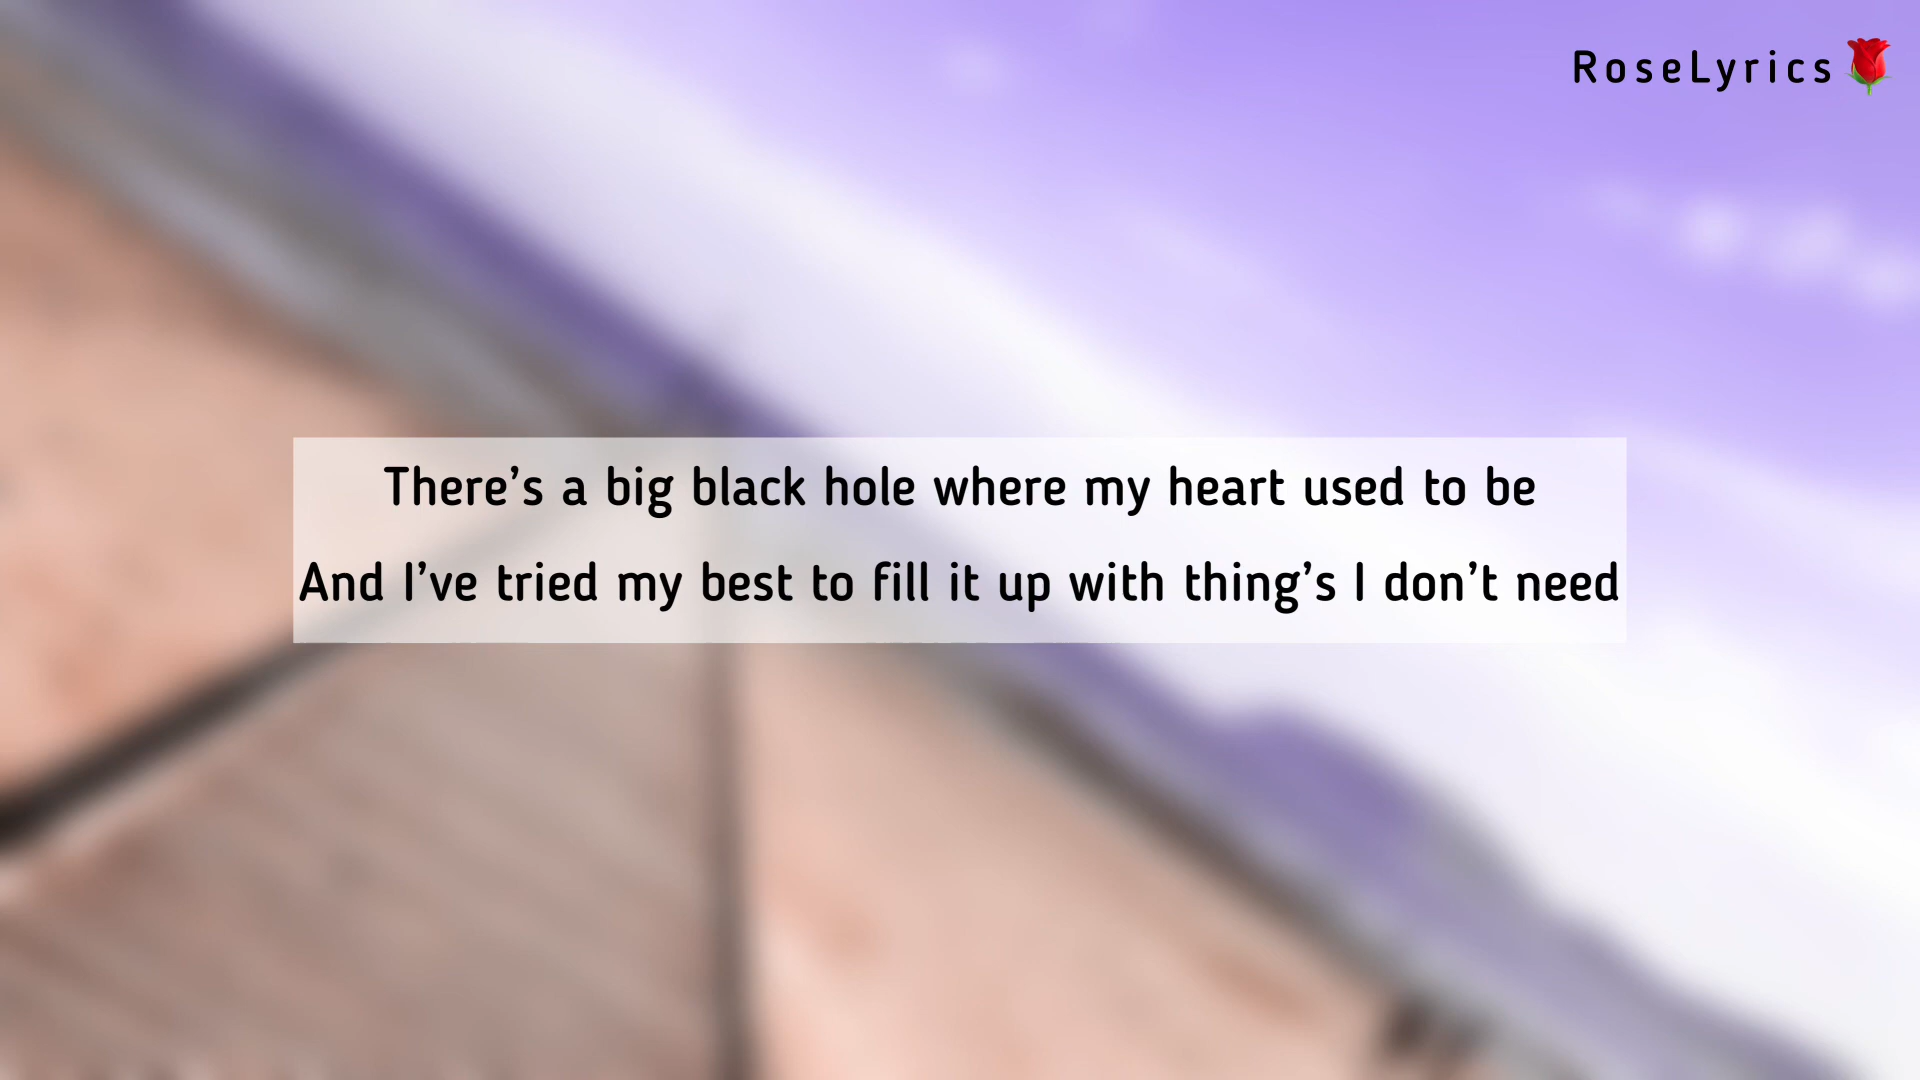 RoseLyrics
There’s a big black hole where my heart used to be
And I’ve tried my best to fill it up with thing’s I don’t need